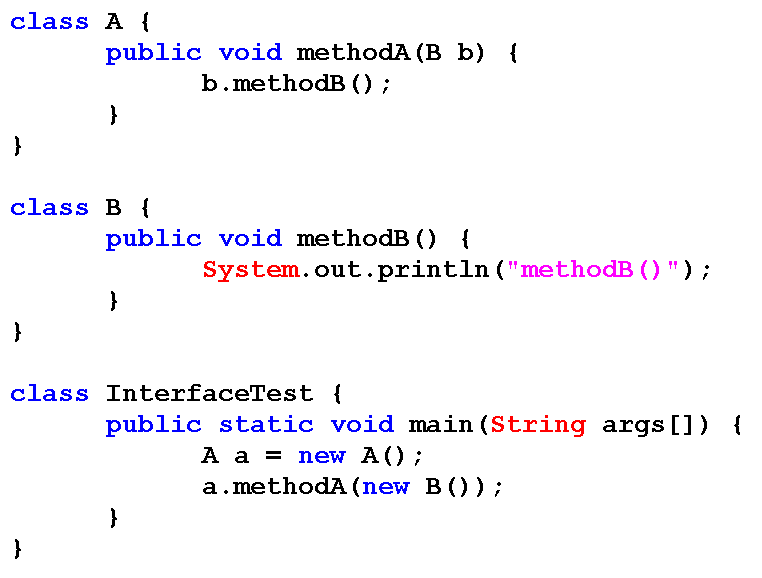 class A {
      public void methodA(B b) {
            b.methodB();
      }
}

class B {
      public void methodB() {
            System.out.println("methodB()");
      }
}

class InterfaceTest {
      public static void main(String args[]) {
            A a = new A();
            a.methodA(new B());
      }
}